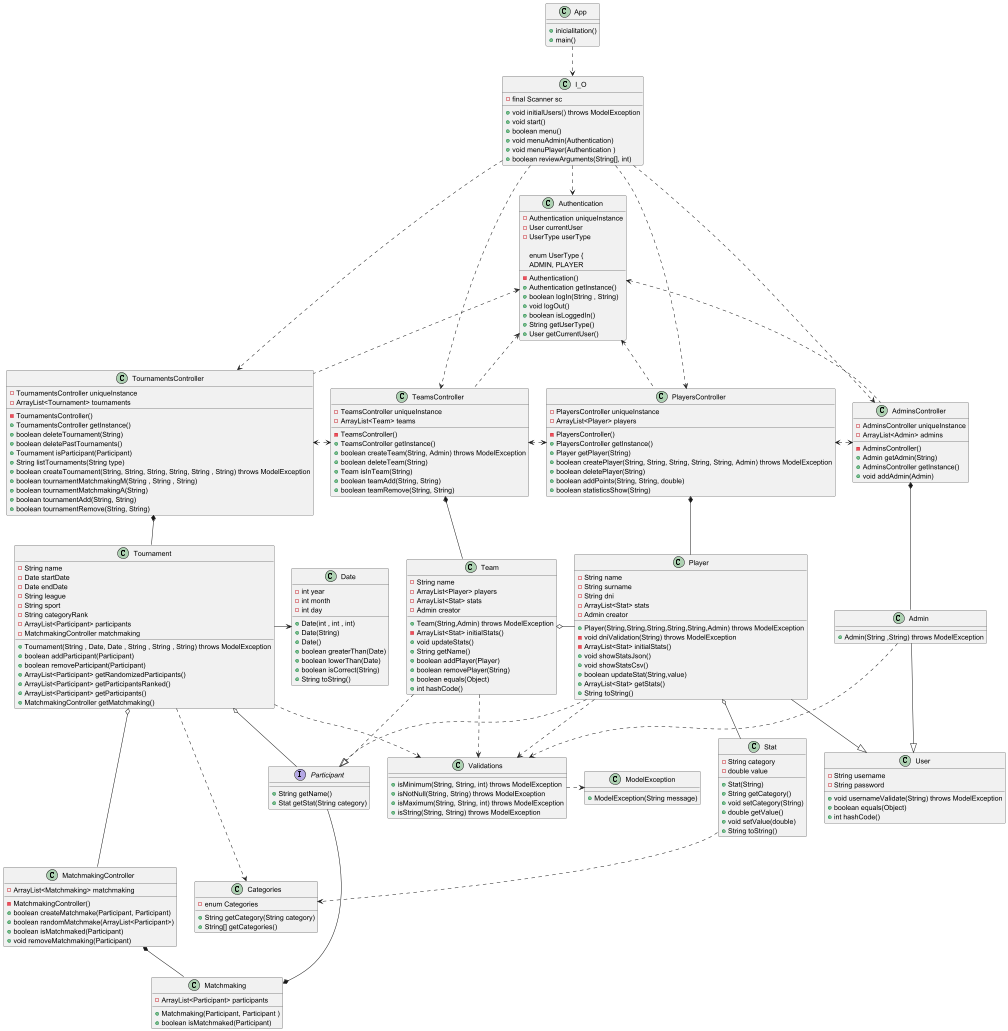 C App
inicialitation()
main()
C I_O
final Scanner sc
void initialUsers() throws ModelException
void start()
boolean menu()
void menuAdmin(Authentication)
void menuPlayer(Authentication )
boolean reviewArguments(String[], int)
C Authentication
Authentication uniqueInstance
User currentUser
UserType userType
enum UserType {
ADMIN, PLAYER
Authentication()
Authentication getInstance()
boolean logIn(String , String)
void logOut()
boolean isLoggedIn()
String getUserType()
User getCurrentUser()
C TournamentsController
TournamentsController uniqueInstance
ArrayList<Tournament> tournaments
TournamentsController()
TournamentsController getInstance()
boolean deleteTournament(String)
boolean deletePastTournaments()
Tournament isParticipant(Participant)
String listTournaments(String type)
boolean createTournament(String, String, String, String, String , String) throws ModelException
boolean tournamentMatchmakingM(String , String , String)
boolean tournamentMatchmakingA(String)
boolean tournamentAdd(String, String)
boolean tournamentRemove(String, String)
C TeamsController
TeamsController uniqueInstance
ArrayList<Team> teams
TeamsController()
TeamsController getInstance()
boolean createTeam(String, Admin) throws ModelException
boolean deleteTeam(String)
Team isInTeam(String)
boolean teamAdd(String, String)
boolean teamRemove(String, String)
C PlayersController
PlayersController uniqueInstance
ArrayList<Player> players
PlayersController()
PlayersController getInstance()
Player getPlayer(String)
boolean createPlayer(String, String, String, String, String, Admin) throws ModelException
boolean deletePlayer(String)
boolean addPoints(String, String, double)
boolean statisticsShow(String)
C AdminsController
AdminsController uniqueInstance
ArrayList<Admin> admins
AdminsController()
Admin getAdmin(String)
AdminsController getInstance()
void addAdmin(Admin)
C Tournament
String name
Date startDate
Date endDate
String league
String sport
String categoryRank
ArrayList<Participant> participants
MatchmakingController matchmaking
Tournament(String , Date, Date , String , String , String) throws ModelException
boolean addParticipant(Participant)
boolean removeParticipant(Participant)
ArrayList<Participant> getRandomizedParticipants()
ArrayList<Participant> getParticipantsRanked()
ArrayList<Participant> getParticipants()
MatchmakingController getMatchmaking()
C Date
int year
int month
int day
Date(int , int , int)
Date(String)
Date()
boolean greaterThan(Date)
boolean lowerThan(Date)
boolean isCorrect(String)
String toString()
C Team
String name
ArrayList<Player> players
ArrayList<Stat> stats
Admin creator
Team(String,Admin) throws ModelException
ArrayList<Stat> initialStats()
void updateStats()
String getName()
boolean addPlayer(Player)
boolean removePlayer(String)
boolean equals(Object)
int hashCode()
C Player
String name
String surname
String dni
ArrayList<Stat> stats
Admin creator
Player(String,String,String,String,String,Admin) throws ModelException
void dniValidation(String) throws ModelException
ArrayList<Stat> initialStats()
void showStatsJson()
void showStatsCsv()
boolean updateStat(String,value)
ArrayList<Stat> getStats()
String toString()
C Admin
Admin(String ,String) throws ModelException
I Participant
String getName()
Stat getStat(String category)
C Validations
isMinimum(String, String, int) throws ModelException
isNotNull(String, String) throws ModelException
isMaximum(String, String, int) throws ModelException
isString(String, String) throws ModelException
C ModelException
ModelException(String message)
C Stat
String category
double value
Stat(String)
String getCategory()
void setCategory(String)
double getValue()
void setValue(double)
String toString()
C User
String username
String password
void usernameValidate(String) throws ModelException
boolean equals(Object)
int hashCode()
C MatchmakingController
ArrayList<Matchmaking> matchmaking
MatchmakingController()
boolean createMatchmake(Participant, Participant)
boolean randomMatchmake(ArrayList<Participant>)
boolean isMatchmaked(Participant)
void removeMatchmaking(Participant)
C Categories
enum Categories
String getCategory(String category)
String[] getCategories()
C Matchmaking
ArrayList<Participant> participants
Matchmaking(Participant, Participant )
boolean isMatchmaked(Participant)